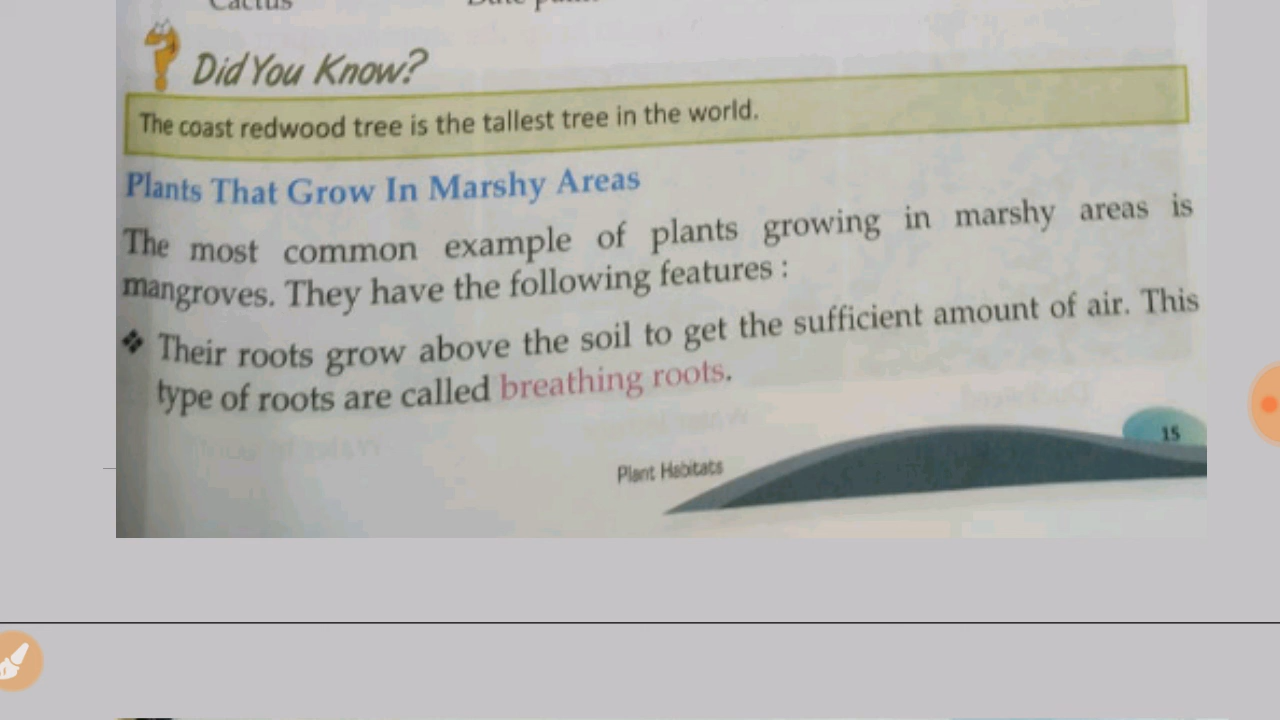 Cactus
Did You Know?
The coast redwood tree is the tallest tree in the world.
Plants That Grow In Marshy Areas
The most common example of plants growing in marshy areas is
mangroves. They have the following features :
❖ Their roots grow above the soil to get the sufficient amount of air. This
type of roots are called breathing roots.
Plant Habitats
15